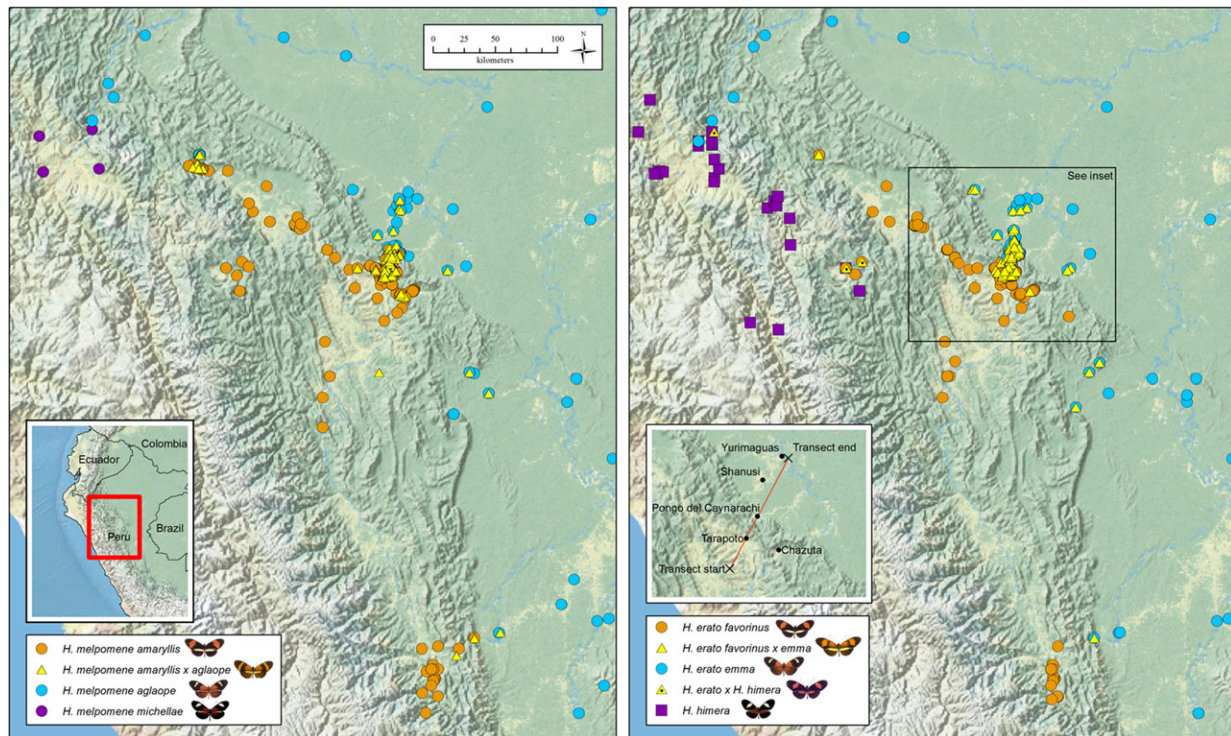 0 25 50 100
kilometers
N
Colombia
Ecuador
Peru
Brazil
H. melpomene amaryllis
H. melpomene amaryllis x aglaope
H. melpomene aglaope
H. melpomene michellae
See inset
Yurimaguas
Transect end
Shanusi
Pongo del Caynarachi
Tarapoto
Chazuta
Transect start
H. erato favorinus
H. erato favorinus x emma
H. erato emma
H. erato x H. himera
H. himera